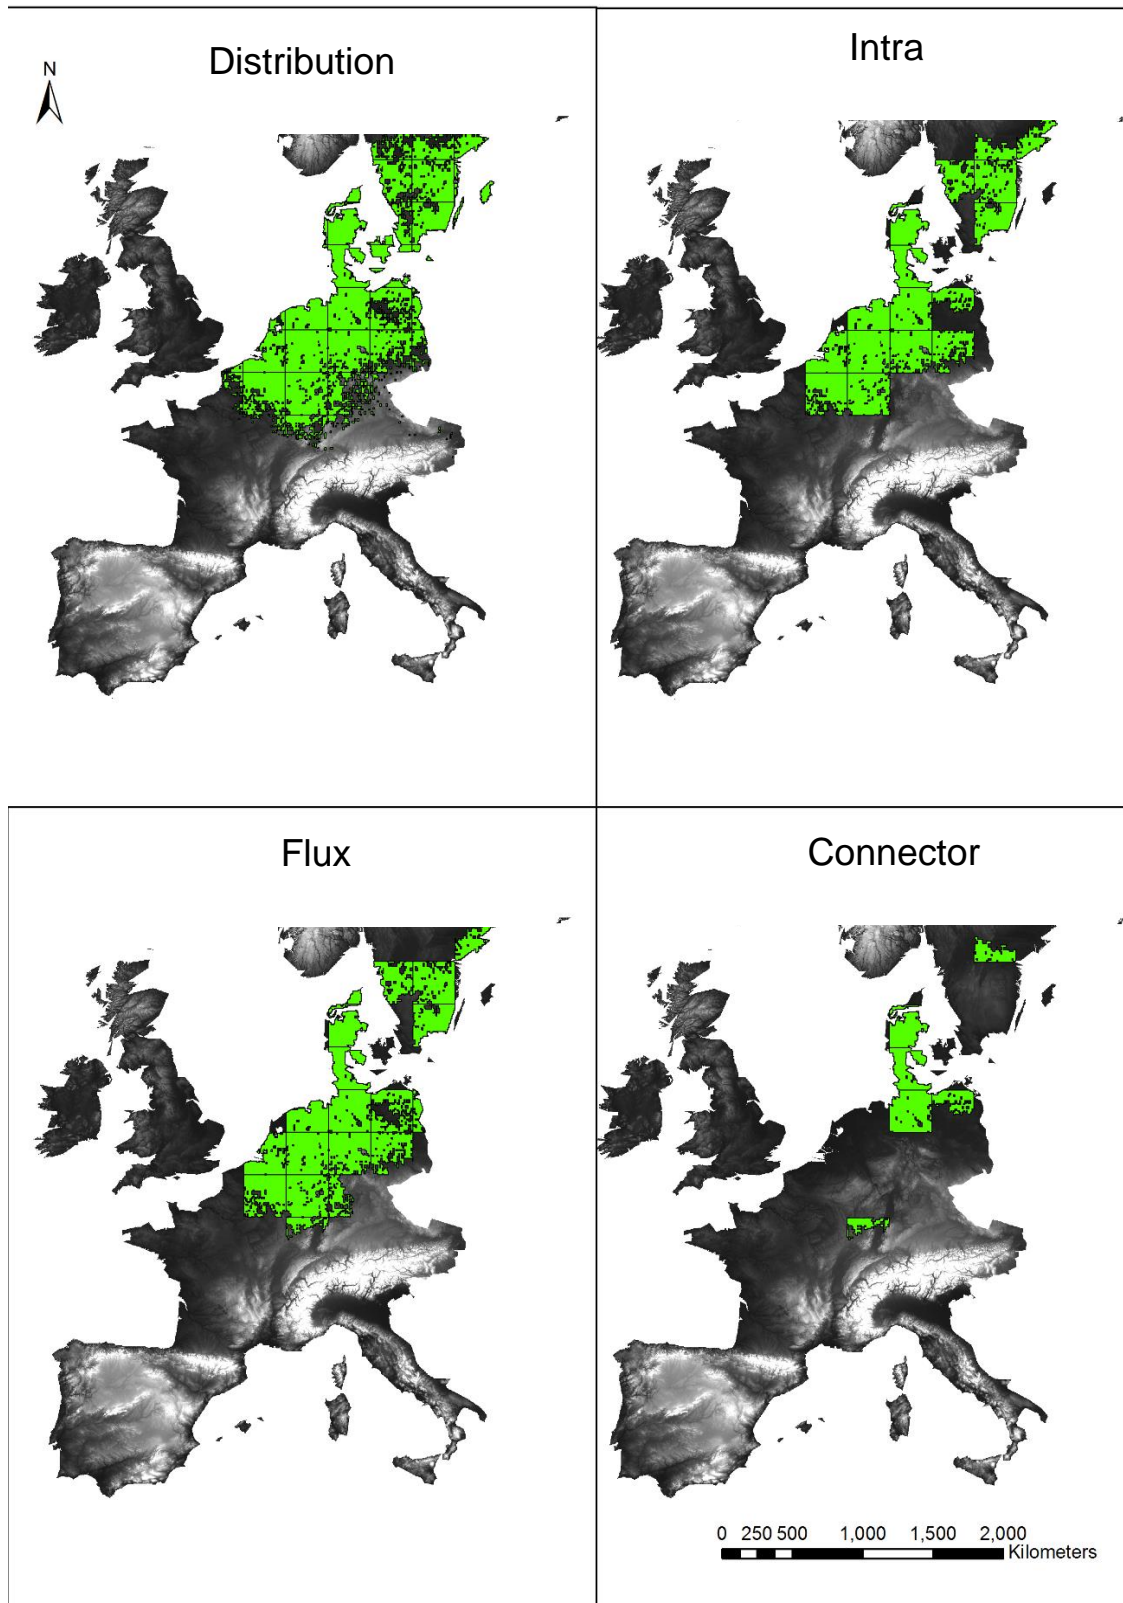 Distribution
Intra
N
Flux
Connector
0 250 500 1,000 1,500 2,000
Kilometers